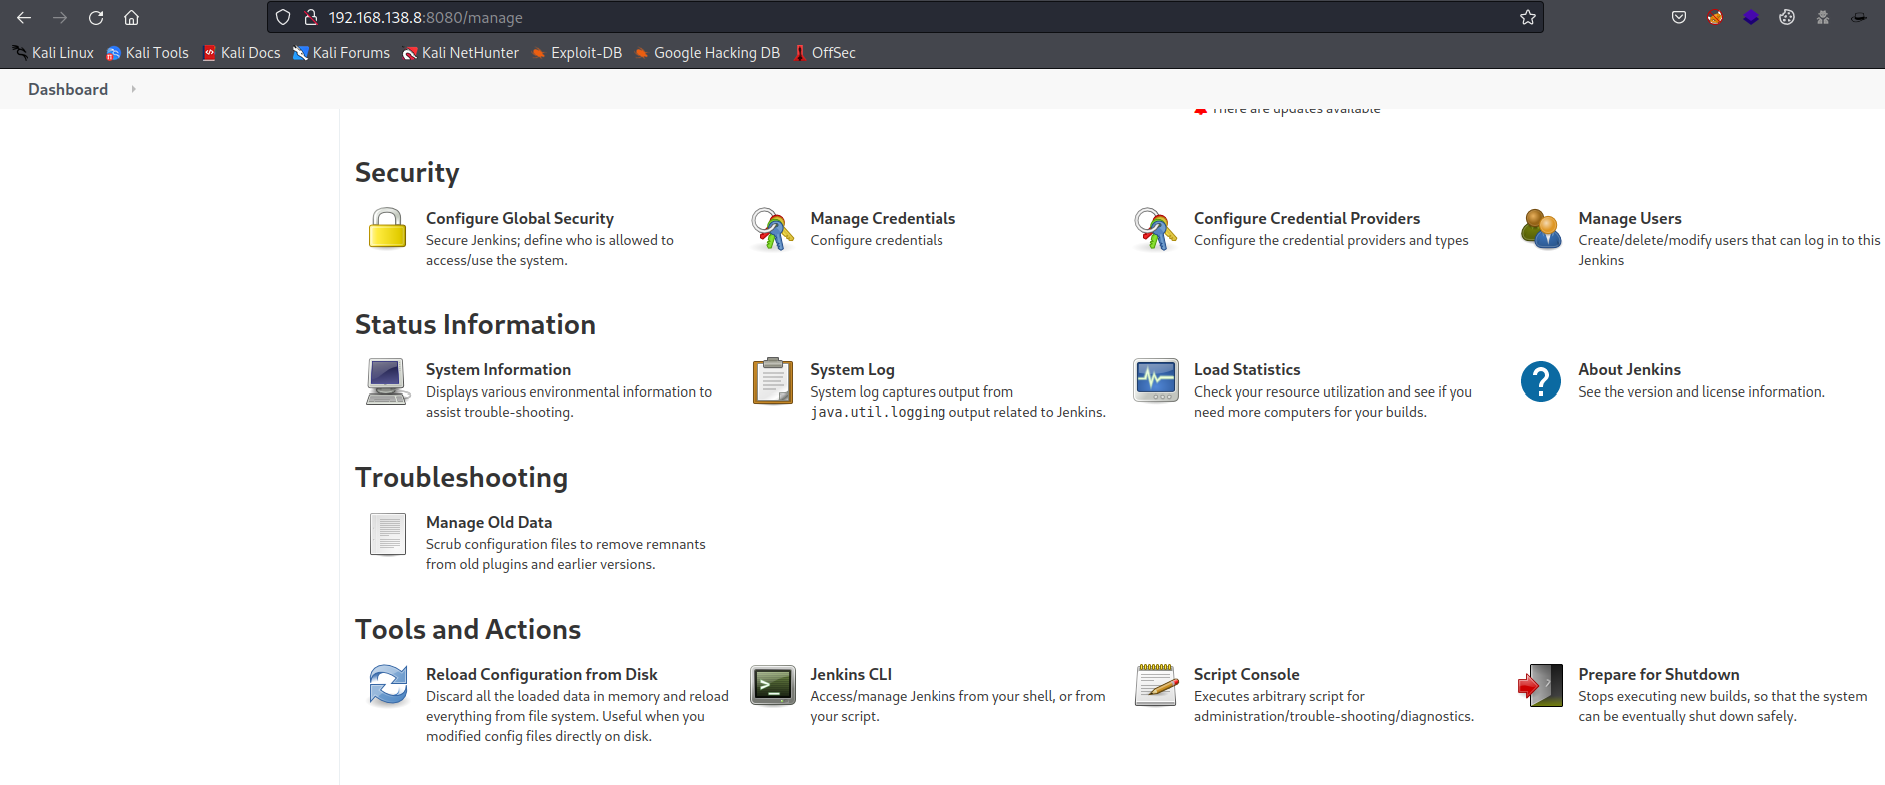 192.168.138.8:8080/manage
Kali Linux Kali Tools Kali Docs Kali Forums Kali NetHunter Exploit-DB Google Hacking DB OffSec
Dashboard
There are updates available
Security
Configure Global Security
Secure Jenkins; define who is allowed to
access/use the system.
Manage Credentials
Configure credentials
Configure Credential Providers
Configure the credential providers and types
Manage Users
Create/delete/modify users that can log in to this
Jenkins
Status Information
System Information
Displays various environmental information to
assist trouble-shooting.
System Log
System log captures output from
java.util.logging output related to Jenkins.
Load Statistics
Check your resource utilization and see if you
need more computers for your builds.
About Jenkins
See the version and license information.
Troubleshooting
Manage Old Data
Scrub configuration files to remove remnants
from old plugins and earlier versions.
Tools and Actions
Reload Configuration from Disk
Discard all the loaded data in memory and reload
everything from file system. Useful when you
modified config files directly on disk.
Jenkins CLI
Access/manage Jenkins from your shell, or from
your script.
Script Console
Executes arbitrary script for
administration/trouble-shooting/diagnostics.
Prepare for Shutdown
Stops executing new builds, so that the system
can be eventually shut down safely.